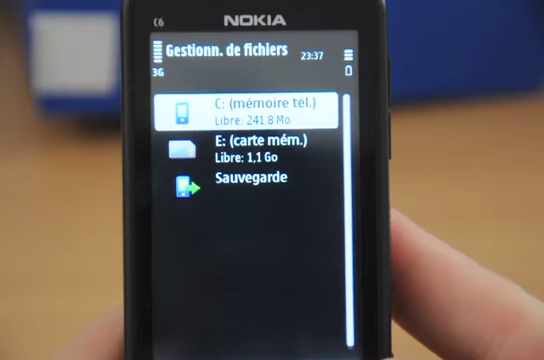 C6 NOKIA
Gestionn. de fichiers 23:37
3G
C: (mémoire tél.)
Libre: 241,8 Mo
E: (carte mém.)
Libre: 1,1 Go
Sauvegarde